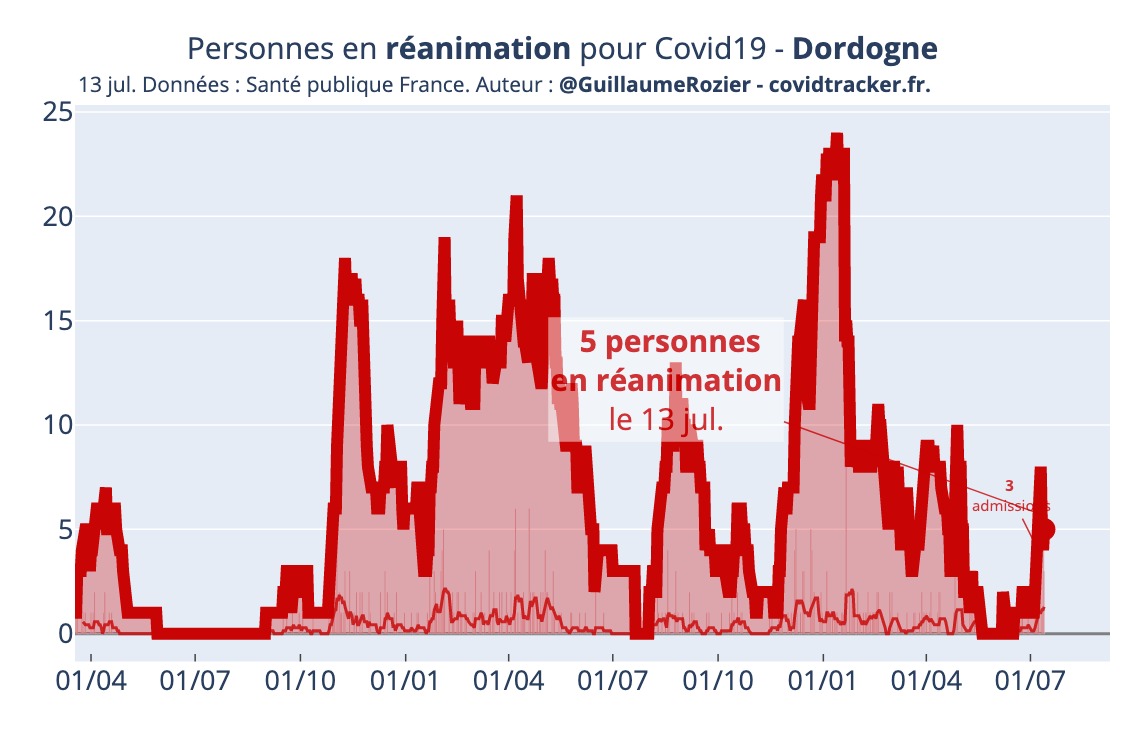 Personnes en réanimation pour Covid19 - Dordogne
13 jul. Données : Santé publique France. Auteur : @GuillaumeRozier - covidtracker.fr.
25
20
15
10
5
0
5 personnes
en réanimation
le 13 jul.
3
admissions
01/04 01/07 01/10 01/01 01/04 01/07 01/10 01/01 01/04 01/07